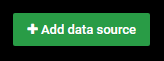 + Add data source